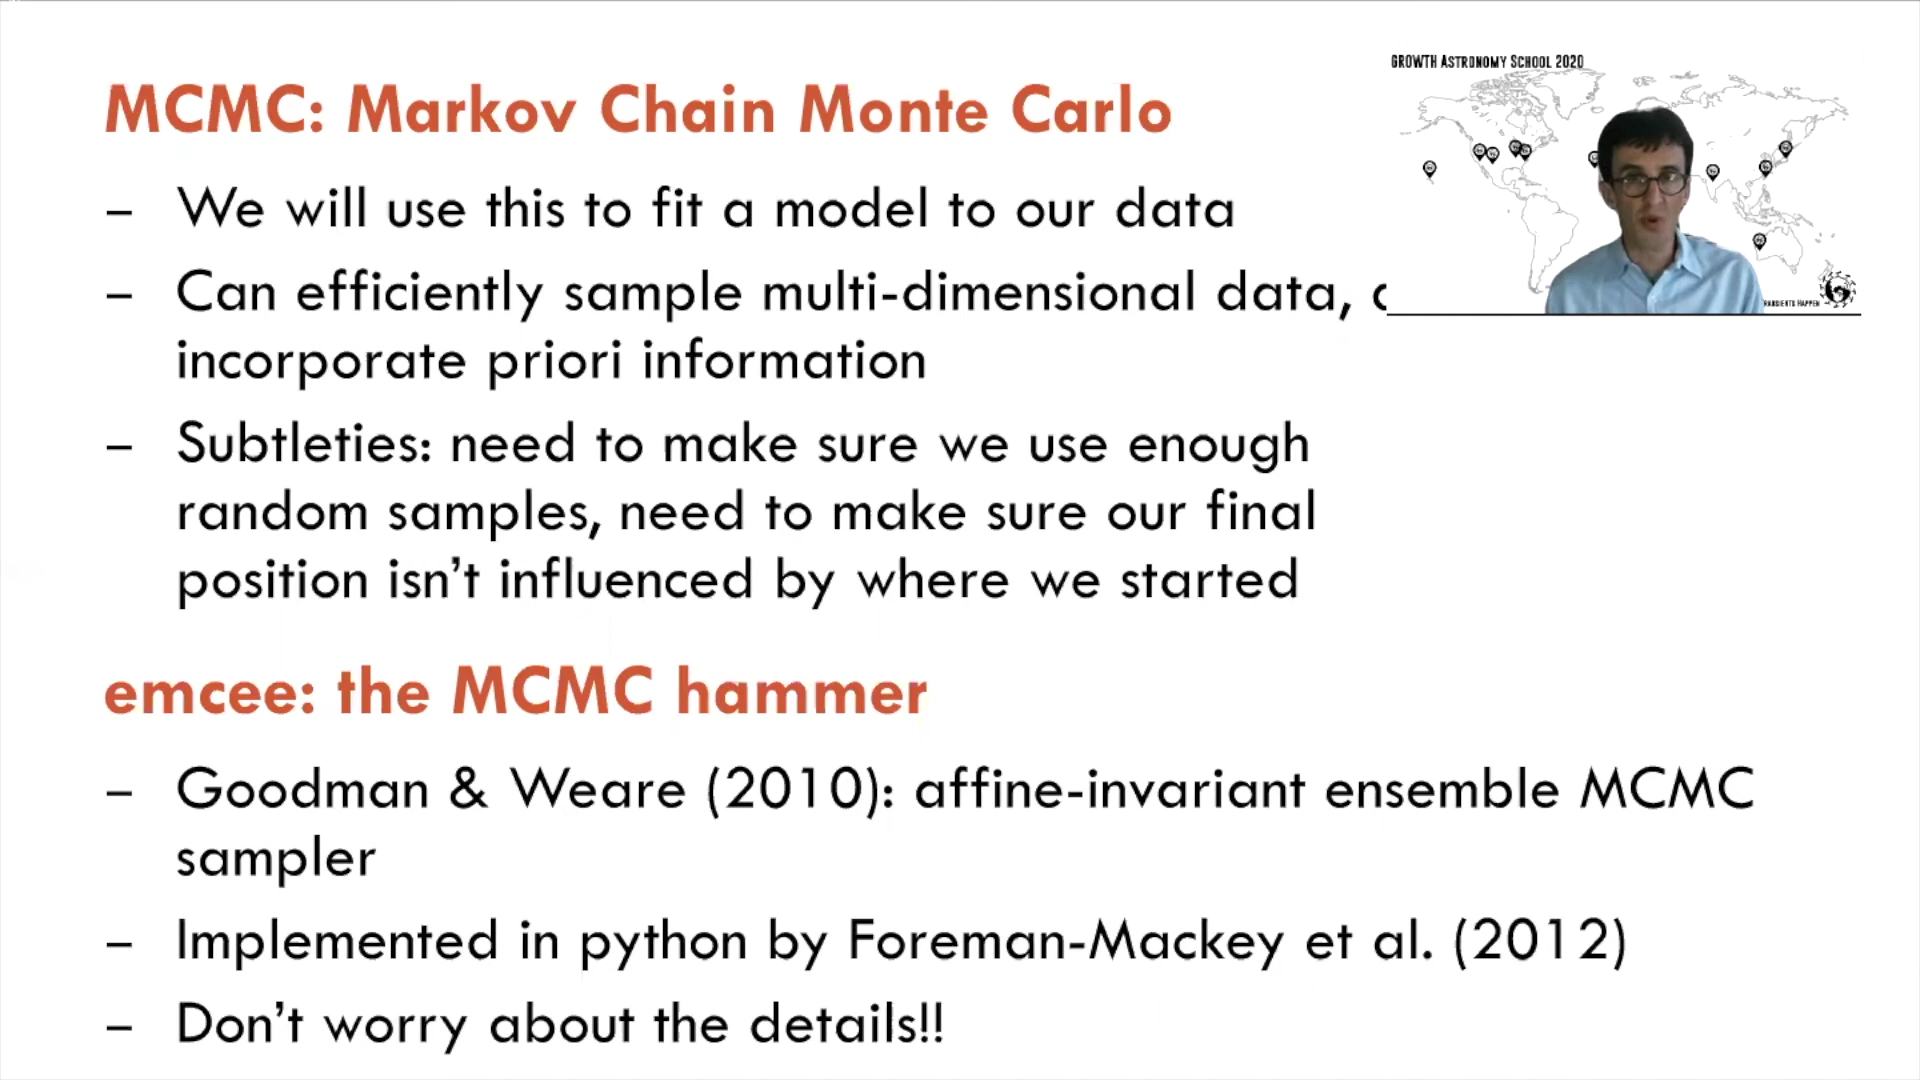 GROWTH ASTRONOMY SCHOOL 2020
MCMC: Markov Chain Monte Carlo
– We will use this to fit a model to our data
– Can efficiently sample multi-dimensional data,
incorporate priori information
– Subtleties: need to make sure we use enough
random samples, need to make sure our final
position isn’t influenced by where we started
emcee: the MCMC hammer
– Goodman & Weare (2010): affine-invariant ensemble MCMC
sampler
– Implemented in python by Foreman-Mackey et al. (2012)
– Don’t worry about the details!!
HAPPEN